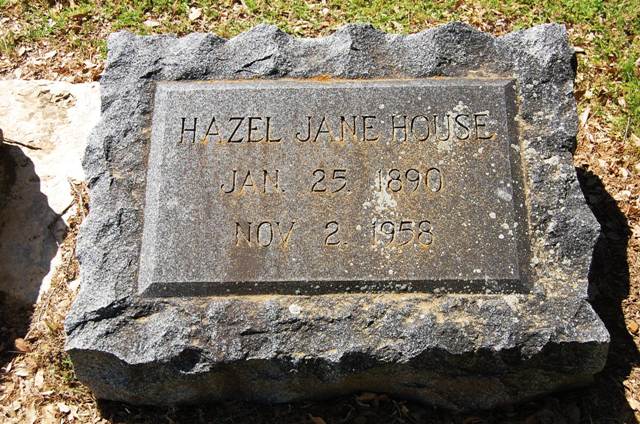 HAZEL JANE HOUSE
JAN. 25. 1890
NOV. 2. 1958